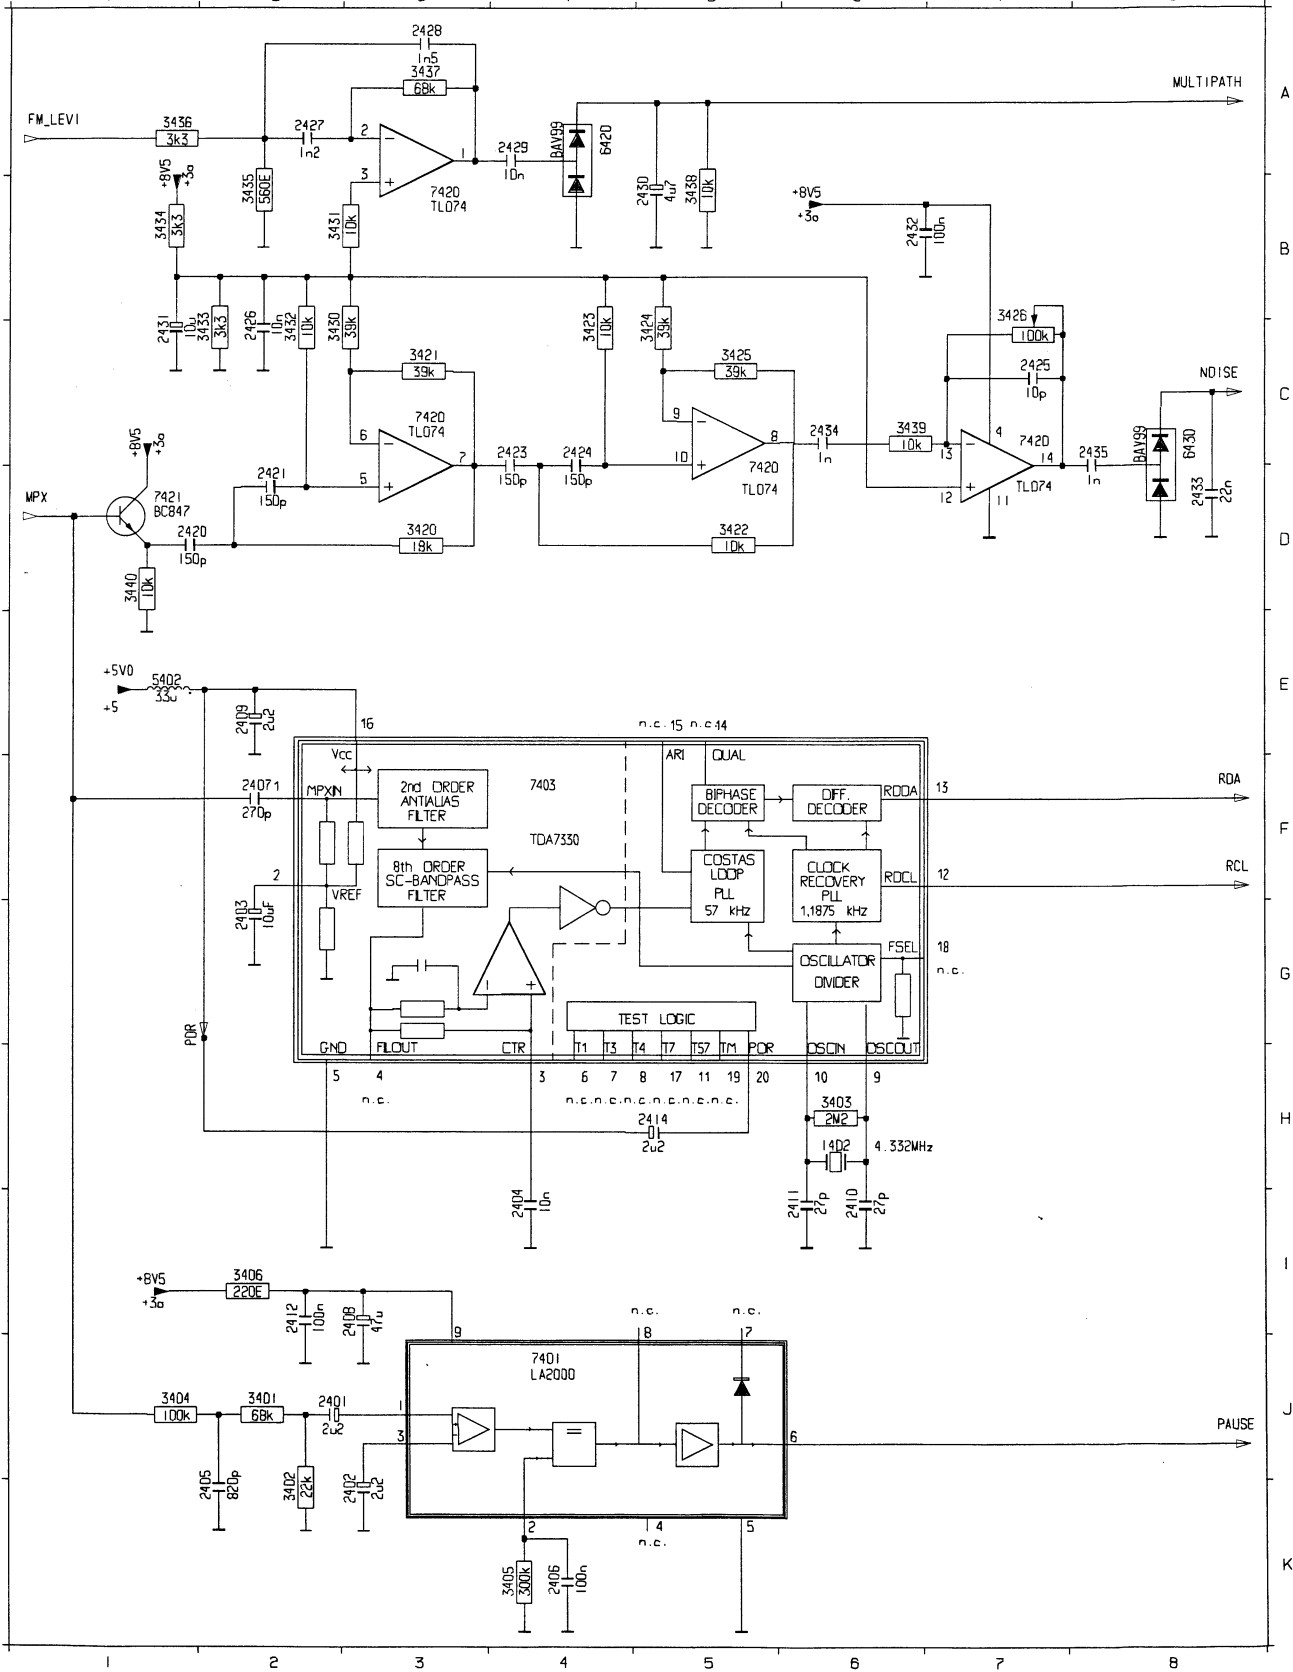 2428
1n5
3437
68k
MULTIPATH
A
FM_LEV1
3436
3k3
2427
1n2
2
1
3
2429
10n
BAV99
6420
+8V5
+3a
3435
560E
7420
TL074
2430
4u7
3438
10k
+8V5
+3a
3434
3k3
3431
10k
2432
100n
B
2431
10u
3433
3k3
2426
10n
3432
10k
3430
39k
3423
10k
3424
39k
3426
100k
3421
39k
3425
39k
2425
10p
NOISE
C
+8V5
+3a
7420
TL074
6
5
7
9
10
8
7420
TL074
2434
1n
3439
10k
13
12
4
11
14
7420
TL074
2435
1n
BAV99
6430
2433
22n
MPX
7421
BC847
2421
150p
2423
150p
2424
150p
2420
150p
3420
18k
3422
10k
D
3440
10k
+5V0
+5
5402
33u
E
2409
2u2
16
n.c.
15
n.c.
14
Vcc
ARI
QUAL
2407
270p
1
MPXIN
2nd ORDER
ANTIALIAS
FILTER
7403
TDA7330
BIPHASE
DECODER
DIFF.
DECODER
RDDA
13
RDA
F
8th ORDER
SC-BANDPASS
FILTER
COSTAS
LOOP
PLL
57 kHz
CLOCK
RECOVERY
PLL
1,1875 kHz
RDCL
12
RCL
2
VREF
2403
10uF
OSCILLATOR
DIVIDER
FSEL
18
n.c.
G
POR
TEST LOGIC
GND
FILOUT
CTR
T1
T3
T4
T7
T57
TM
POR
OSCIN
OSCOUT
5
4
3
6
7
8
17
11
19
20
10
9
n.c.
n.c.n.c.n.c.n.c.n.c.n.c.
3403
2M2
H
2414
2u2
1402
4.332MHz
2404
10n
2411
27p
2410
27p
I
+8V5
+3a
3406
220E
2412
100n
2408
47u
9
n.c.
8
n.c.
7
7401
LA2000
3404
100k
3401
68k
2401
2u2
1
3
=
6
PAUSE
J
2405
820p
3402
22k
2402
2u2
2
4
n.c.
5
3405
300k
2406
100n
K
1
2
3
4
5
6
7
8